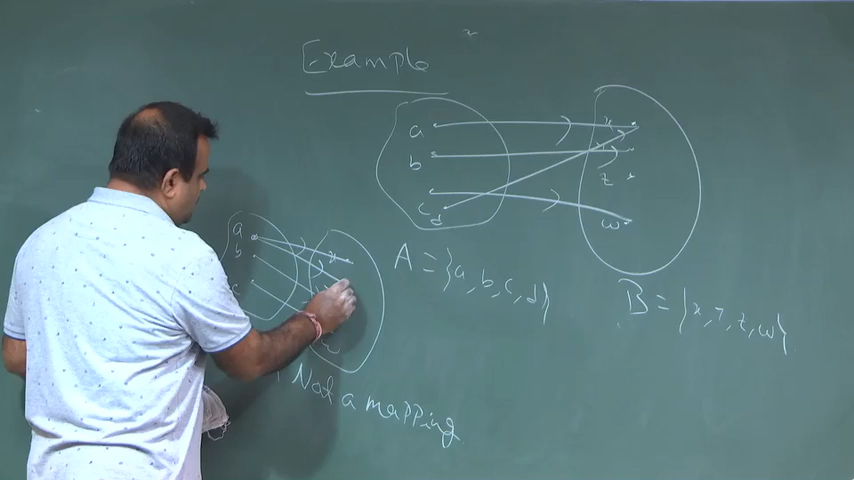 Example
a
b
c
d
x
z
w
a
b
c
x
A = {a, b, c, d}
B = {x, y, z, w}
Not a mapping